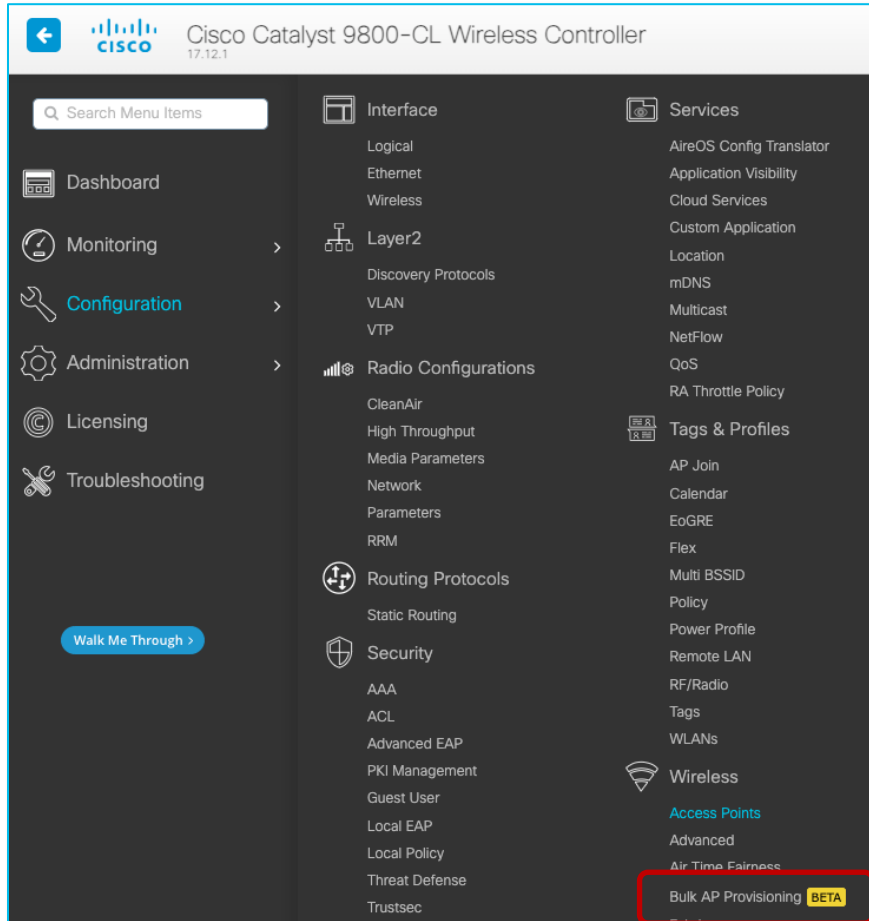 CISCO
Cisco Catalyst 9800-CL Wireless Controller
17.12.1
Search Menu Items
Dashboard
Monitoring
Configuration
Administration
Licensing
Troubleshooting
Walk Me Through >
Interface
Logical
Ethernet
Wireless
Layer2
Discovery Protocols
VLAN
VTP
Radio Configurations
CleanAir
High Throughput
Media Parameters
Network
Parameters
RRM
Routing Protocols
Static Routing
Security
AAA
ACL
Advanced EAP
PKI Management
Guest User
Local EAP
Local Policy
Threat Defense
Trustsec
Services
AireOS Config Translator
Application Visibility
Cloud Services
Custom Application
Location
mDNS
Multicast
NetFlow
QoS
RA Throttle Policy
Tags & Profiles
AP Join
Calendar
EoGRE
Flex
Multi BSSID
Policy
Power Profile
Remote LAN
RF/Radio
Tags
WLANs
Wireless
Access Points
Advanced
Air Time Fairness
Bulk AP Provisioning BETA